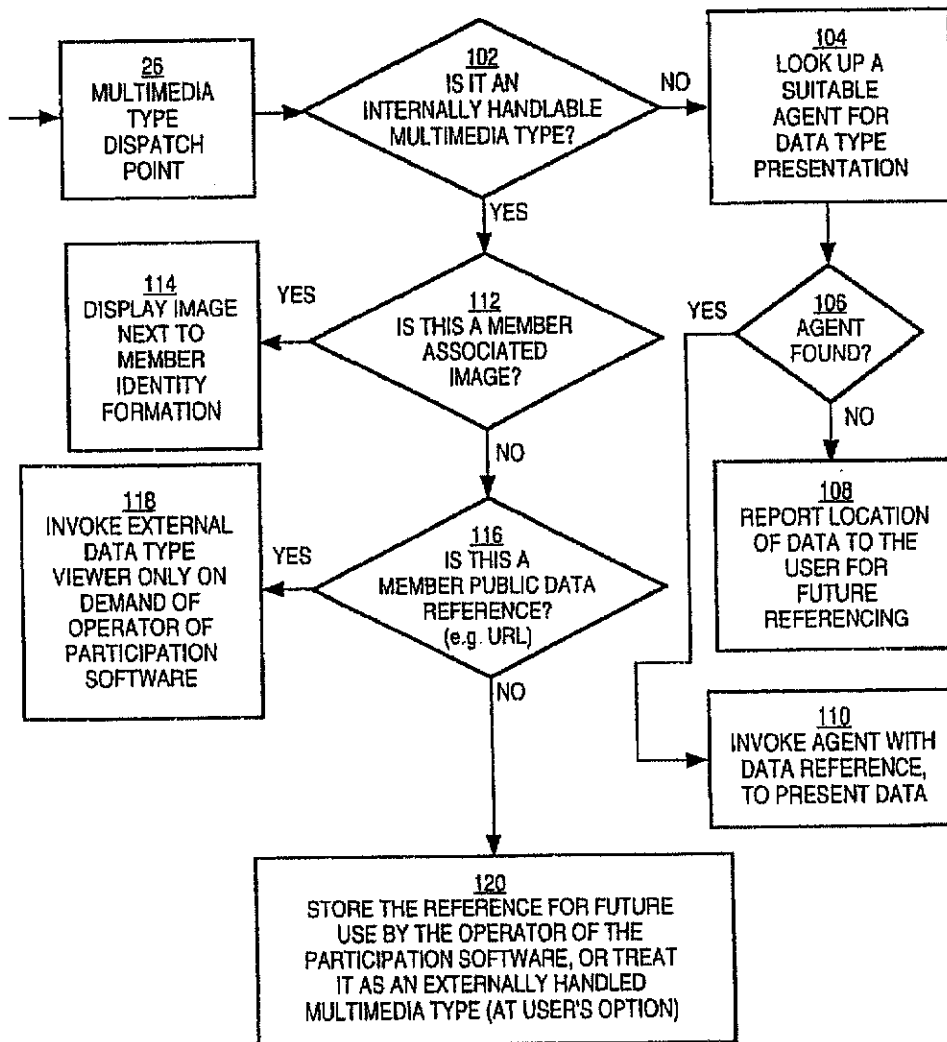 26
MULTIMEDIA
TYPE
DISPATCH
POINT
102
IS IT AN
INTERNALLY HANDLABLE
MULTIMEDIA TYPE?
NO
104
LOOK UP A
SUITABLE
AGENT FOR
DATA TYPE
PRESENTATION
YES
114
DISPLAY IMAGE
NEXT TO
MEMBER
IDENTITY
FORMATION
YES
112
IS THIS A MEMBER
ASSOCIATED
IMAGE?
YES
106
AGENT
FOUND?
NO
NO
118
INVOKE EXTERNAL
DATA TYPE
VIEWER ONLY ON
DEMAND OF
OPERATOR OF
PARTICIPATION
SOFTWARE
YES
116
IS THIS A
MEMBER PUBLIC DATA
REFERENCE?
(e.g. URL)
108
REPORT LOCATION
OF DATA TO THE
USER FOR
FUTURE
REFERENCING
NO
110
INVOKE AGENT WITH
DATA REFERENCE,
TO PRESENT DATA
120
STORE THE REFERENCE FOR FUTURE
USE BY THE OPERATOR OF THE
PARTICIPATION SOFTWARE, OR TREAT
IT AS AN EXTERNALLY HANDLED
MULTIMEDIA TYPE (AT USER'S OPTION)